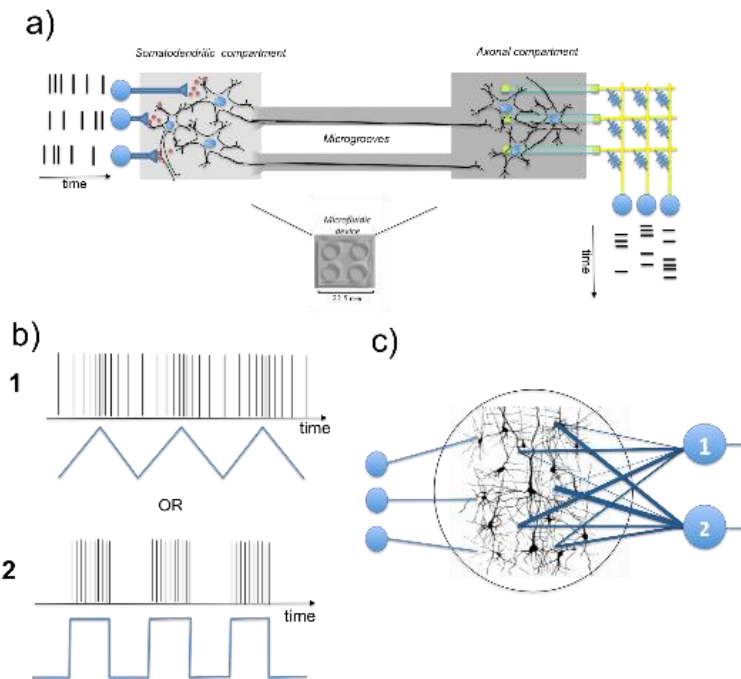 a)
Somatodendritic compartment
Axonal compartment
Microgrooves
time
Microfluidic
device
time
b)
c)
1
time
OR
2
time
1
2